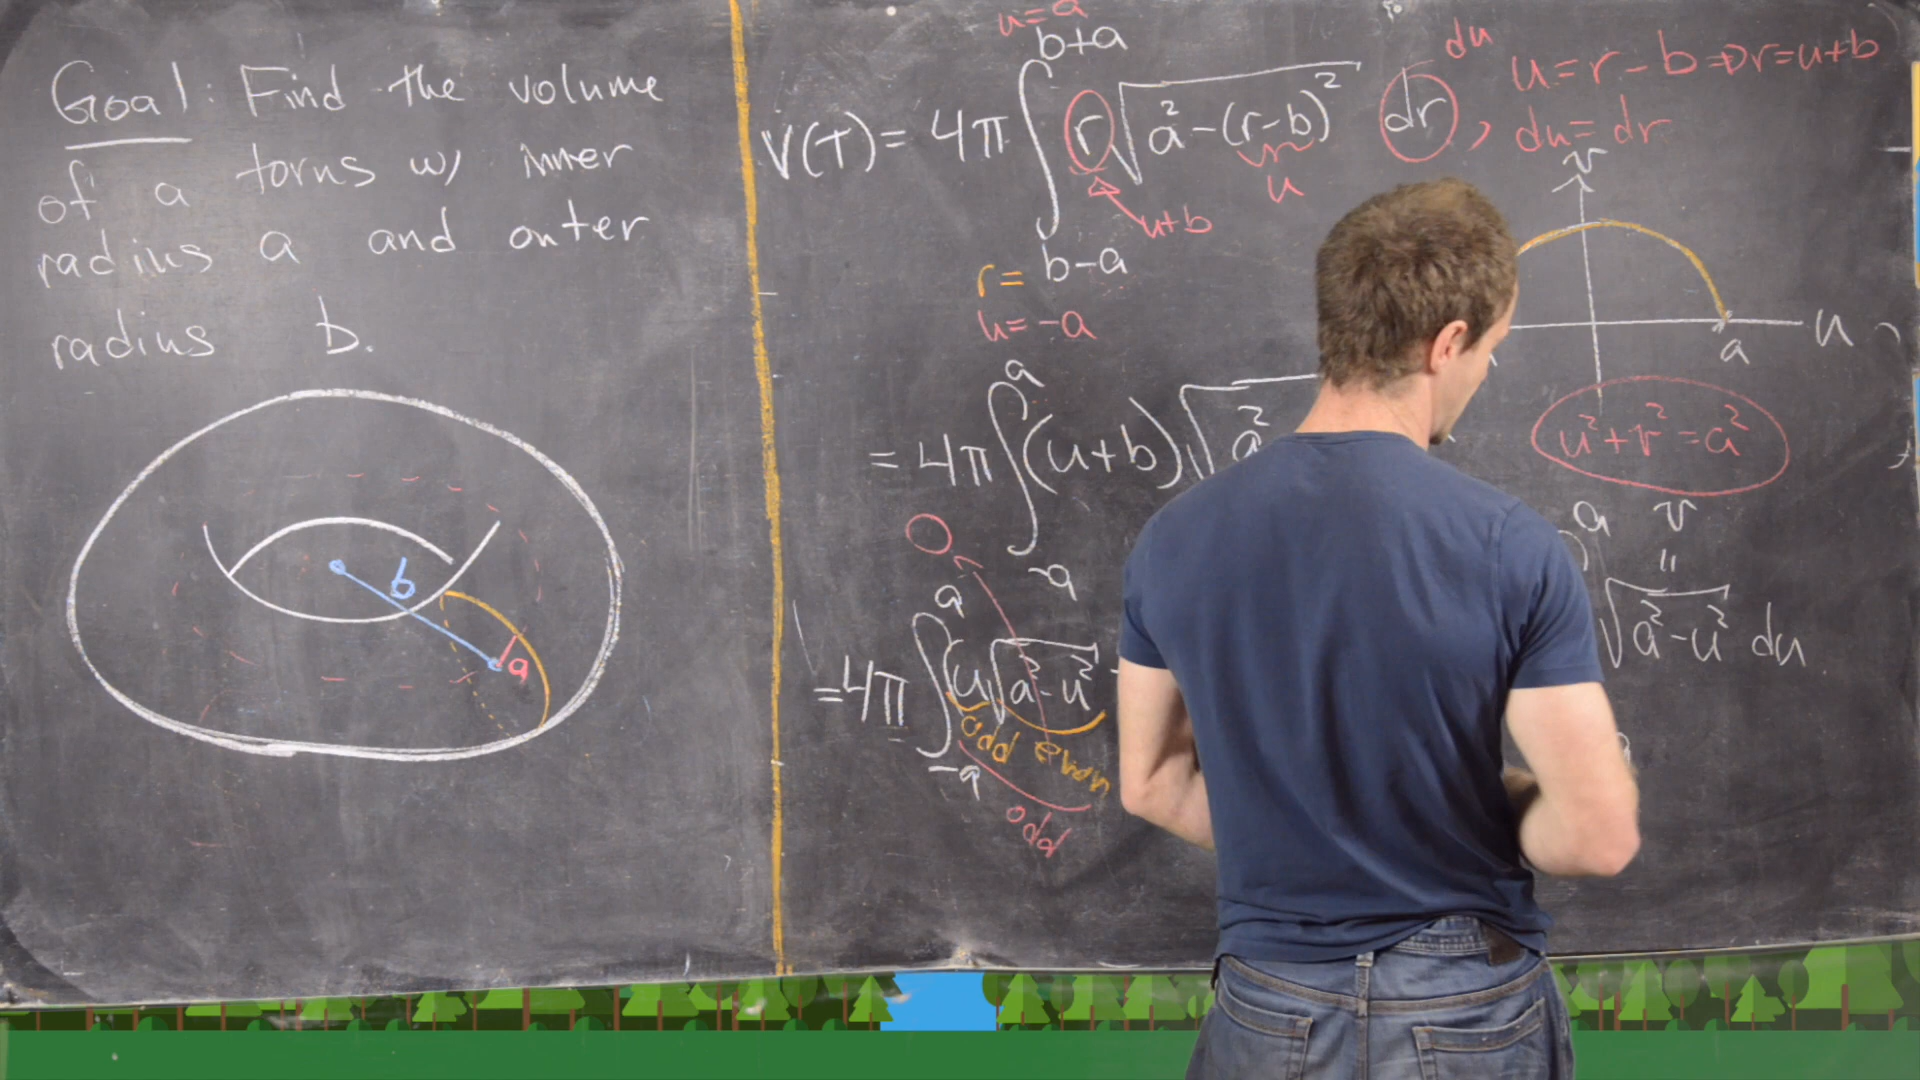 Goal: Find the volume
of a torus w/ inner
radius a and outer
radius b.
b
a
u=a
b+a
V(T) = 4π ∫ r √(a² - (r-b)²) dr,
du
u
u+b
r= b-a
u=-a
u=r-b ⇒ r=u+b
du=dr
v
u
a
u²+v²=a²
a
= 4π ∫ (u+b) √a²
-a
0
a
=4π ∫ (u √a²-u²
-a
odd even
odd
a
v
=
√a²-u² du